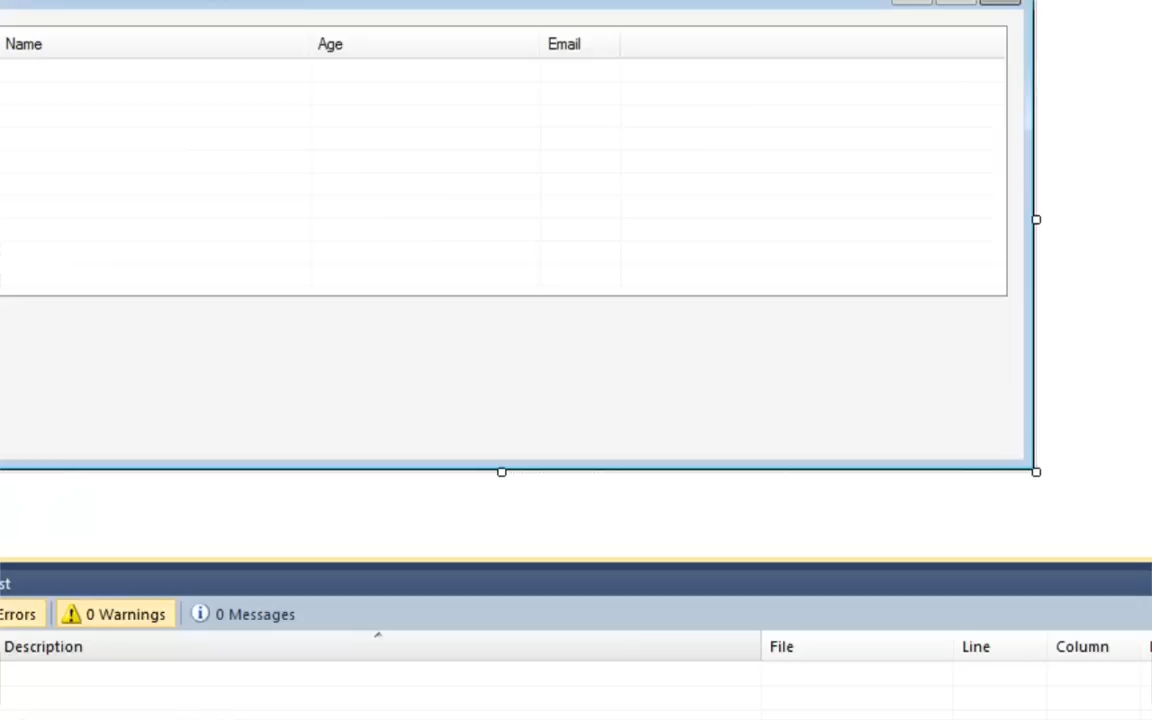 Name Age Email
st
Errors 0 Warnings 0 Messages
Description File Line Column